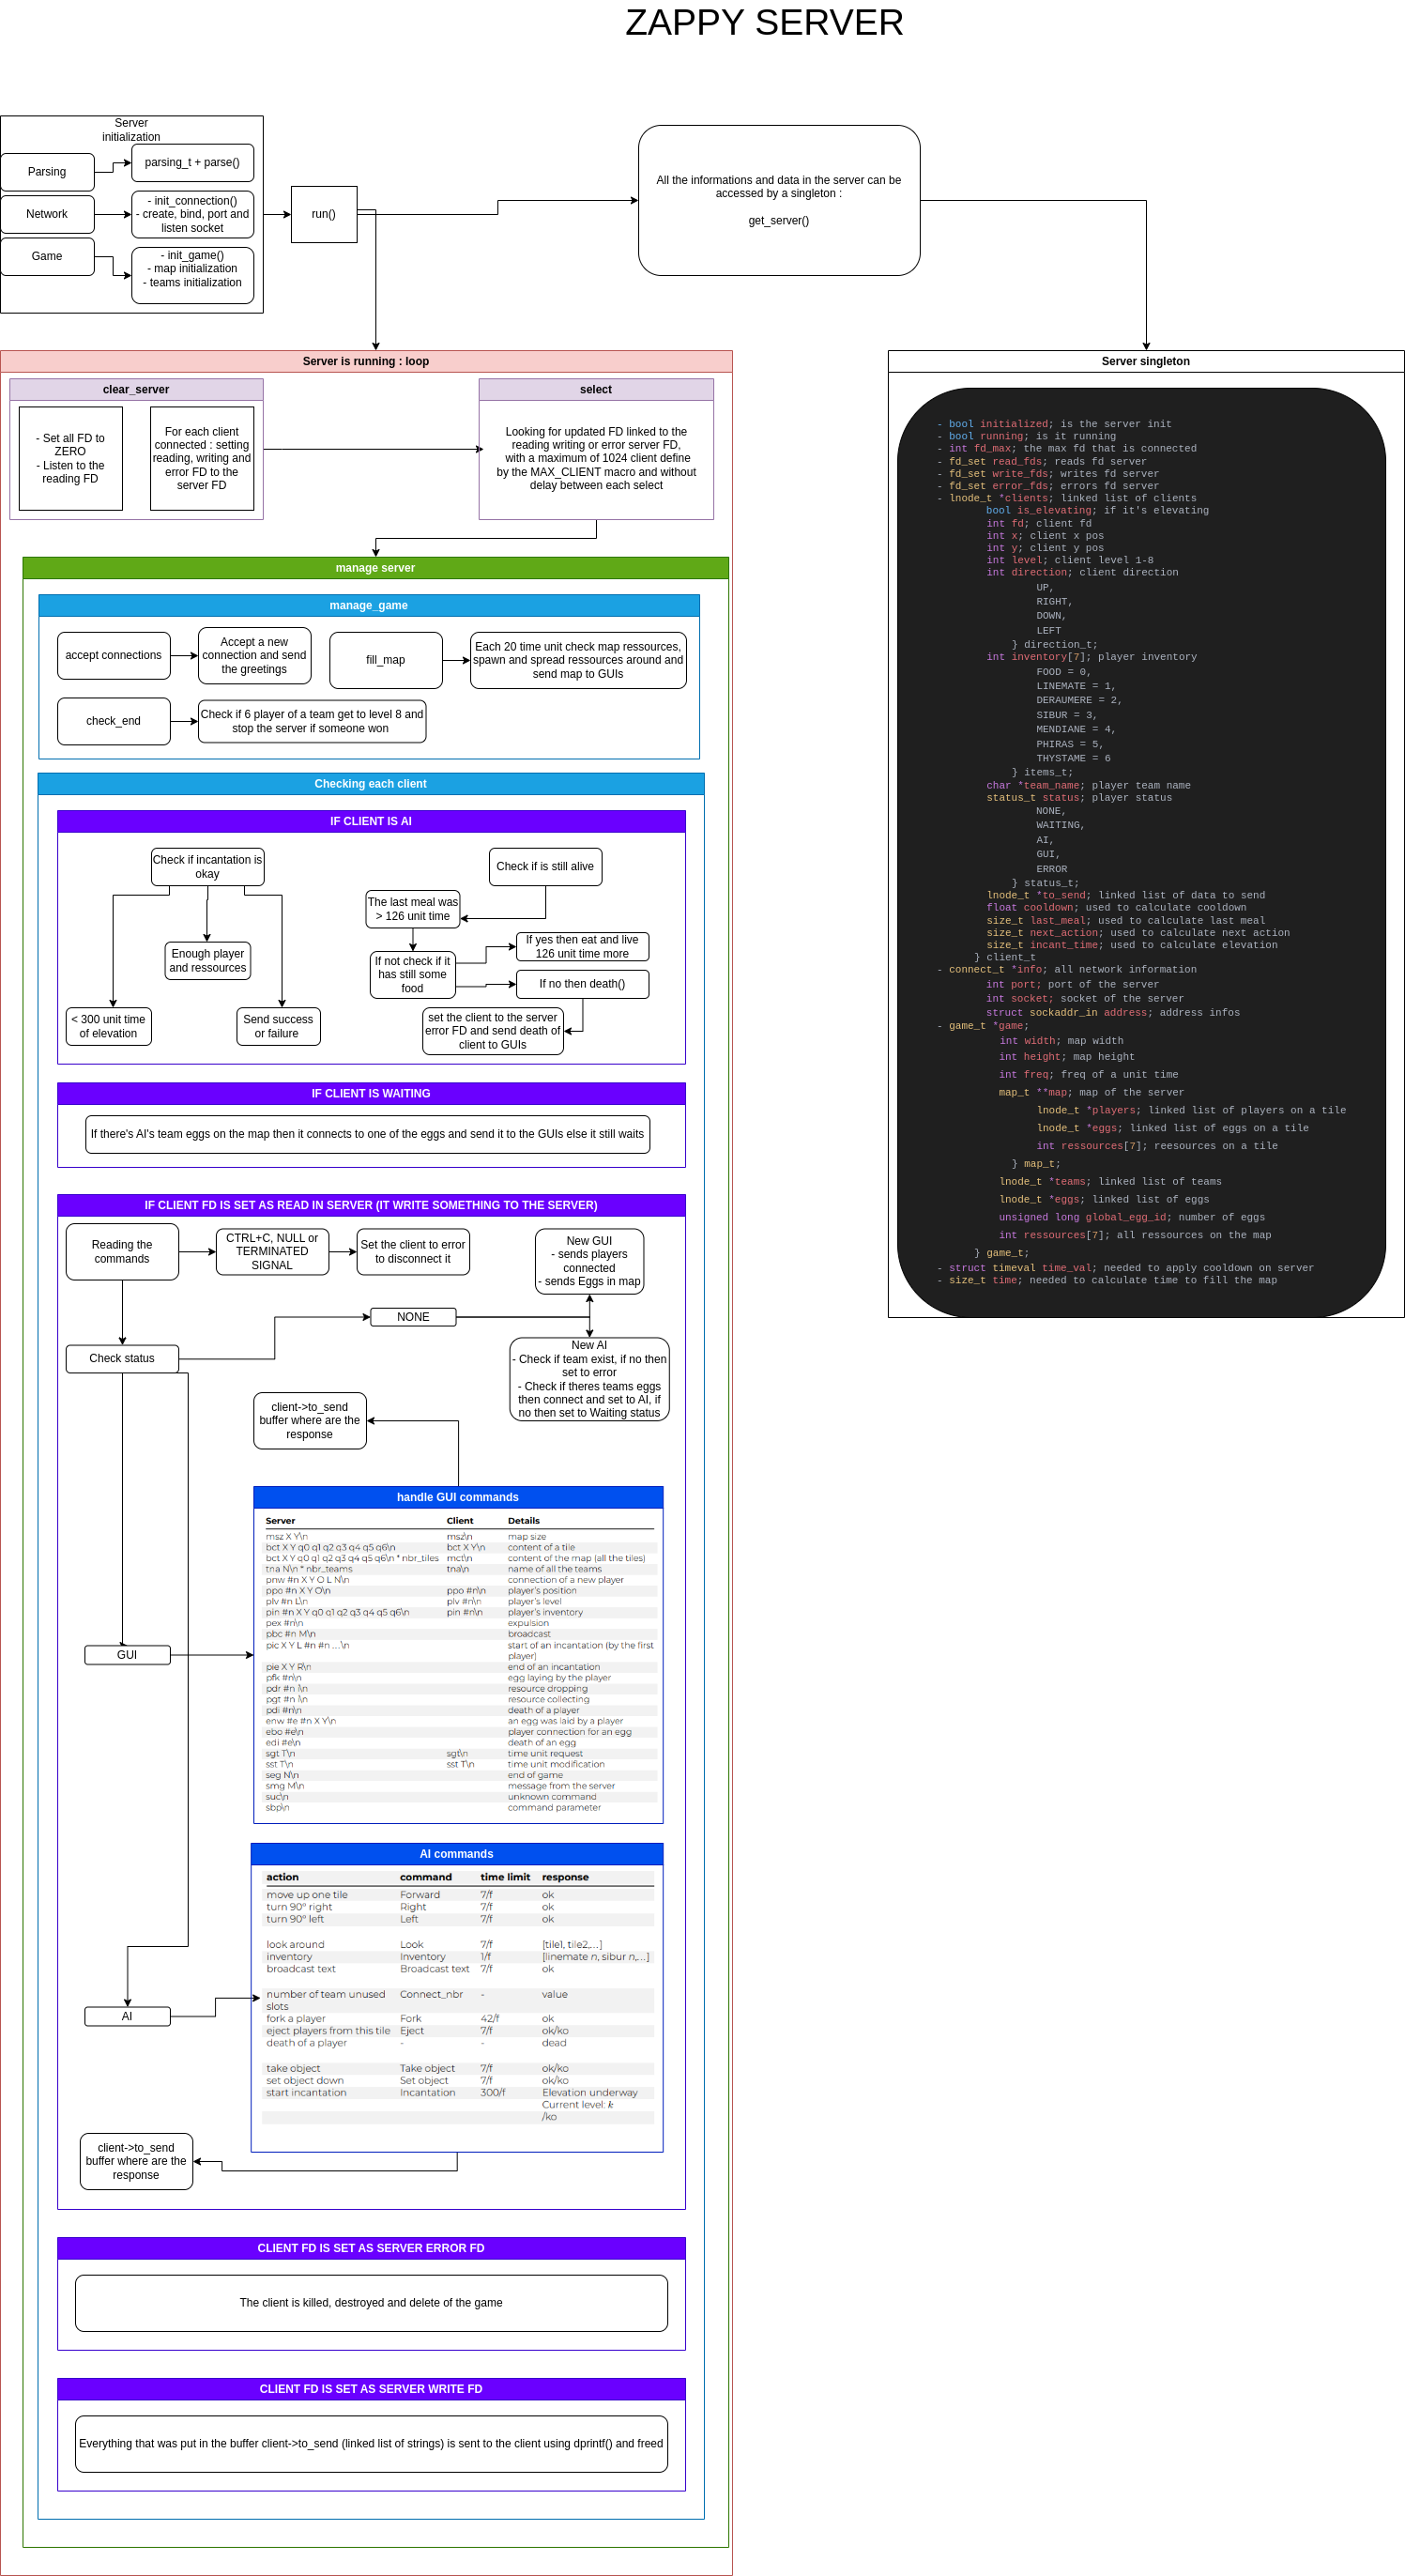 ZAPPY SERVER
Server
initialization
Parsing
parsing_t + parse()
Network
- init_connection()
- create, bind, port and
listen socket
Game
- init_game()
- map initialization
- teams initialization
run()
All the informations and data in the server can be
accessed by a singleton :
get_server()
Server is running : loop
clear_server
- Set all FD to
ZERO
- Listen to the
reading FD
For each client
connected : setting
reading, writing and
error FD to the
server FD
select
Looking for updated FD linked to the
reading writing or error server FD,
with a maximum of 1024 client define
by the MAX_CLIENT macro and without
delay between each select
manage server
manage_game
accept connections
Accept a new
connection and send
the greetings
fill_map
Each 20 time unit check map ressources,
spawn and spread ressources around and
send map to GUIs
check_end
Check if 6 player of a team get to level 8 and
stop the server if someone won
Checking each client
IF CLIENT IS AI
Check if incantation is
okay
Enough player
and ressources
< 300 unit time
of elevation
Send success
or failure
Check if is still alive
The last meal was
> 126 unit time
If not check if it
has still some
food
If yes then eat and live
126 unit time more
If no then death()
set the client to the server
error FD and send death of
client to GUIs
IF CLIENT IS WAITING
If there's AI's team eggs on the map then it connects to one of the eggs and send it to the GUIs else it still waits
IF CLIENT FD IS SET AS READ IN SERVER (IT WRITE SOMETHING TO THE SERVER)
Reading the
commands
CTRL+C, NULL or
TERMINATED
SIGNAL
Set the client to error
to disconnect it
New GUI
- sends players
connected
- sends Eggs in map
NONE
Check status
New AI
- Check if team exist, if no then
set to error
- Check if theres teams eggs
then connect and set to AI, if
no then set to Waiting status
client->to_send
buffer where are the
response
handle GUI commands
Server Client Details
msz X Y\n msz\n map size
bct X Y q0 q1 q2 q3 q4 q5 q6\n bct X Y\n content of a tile
bct X Y q0 q1 q2 q3 q4 q5 q6\n * nbr_tiles mct\n content of the map (all the tiles)
tna N\n * nbr_teams tna\n name of all the teams
pnw #n X Y O L N\n connection of a new player
ppo #n X Y O\n ppo #n\n player's position
plv #n L\n plv #n\n player's level
pin #n X Y q0 q1 q2 q3 q4 q5 q6\n pin #n\n player's inventory
pex #n\n expulsion
pbc #n M\n broadcast
pic X Y L #n #n …\n start of an incantation (by the first
player)
pie X Y R\n end of an incantation
pfk #n\n egg laying by the player
pdr #n i\n resource dropping
pgt #n i\n resource collecting
pdi #n\n death of a player
enw #e #n X Y\n an egg was laid by a player
ebo #e\n player connection for an egg
edi #e\n death of an egg
sgt T\n sgt\n time unit request
sst T\n sst T\n time unit modification
seg N\n end of game
smg M\n message from the server
suc\n unknown command
sbp\n command parameter
GUI
AI commands
action command time limit response
move up one tile Forward 7/f ok
turn 90° right Right 7/f ok
turn 90° left Left 7/f ok
look around Look 7/f [tile1, tile2,…]
inventory Inventory 1/f [linemate n, sibur n,…]
broadcast text Broadcast text 7/f ok
number of team unused Connect_nbr - value
slots
fork a player Fork 42/f ok
eject players from this tile Eject 7/f ok/ko
death of a player - - dead
take object Take object 7/f ok/ko
set object down Set object 7/f ok/ko
start incantation Incantation 300/f Elevation underway
Current level: k
/ko
AI
client->to_send
buffer where are the
response
CLIENT FD IS SET AS SERVER ERROR FD
The client is killed, destroyed and delete of the game
CLIENT FD IS SET AS SERVER WRITE FD
Everything that was put in the buffer client->to_send (linked list of strings) is sent to the client using dprintf() and freed
Server singleton
- bool initialized; is the server init
- bool running; is it running
- int fd_max; the max fd that is connected
- fd_set read_fds; reads fd server
- fd_set write_fds; writes fd server
- fd_set error_fds; errors fd server
- lnode_t *clients; linked list of clients
bool is_elevating; if it's elevating
int fd; client fd
int x; client x pos
int y; client y pos
int level; client level 1-8
int direction; client direction
UP,
RIGHT,
DOWN,
LEFT
} direction_t;
int inventory[7]; player inventory
FOOD = 0,
LINEMATE = 1,
DERAUMERE = 2,
SIBUR = 3,
MENDIANE = 4,
PHIRAS = 5,
THYSTAME = 6
} items_t;
char *team_name; player team name
status_t status; player status
NONE,
WAITING,
AI,
GUI,
ERROR
} status_t;
lnode_t *to_send; linked list of data to send
float cooldown; used to calculate cooldown
size_t last_meal; used to calculate last meal
size_t next_action; used to calculate next action
size_t incant_time; used to calculate elevation
} client_t
- connect_t *info; all network information
int port; port of the server
int socket; socket of the server
struct sockaddr_in address; address infos
- game_t *game;
int width; map width
int height; map height
int freq; freq of a unit time
map_t **map; map of the server
lnode_t *players; linked list of players on a tile
lnode_t *eggs; linked list of eggs on a tile
int ressources[7]; reesources on a tile
} map_t;
lnode_t *teams; linked list of teams
lnode_t *eggs; linked list of eggs
unsigned long global_egg_id; number of eggs
int ressources[7]; all ressources on the map
} game_t;
- struct timeval time_val; needed to apply cooldown on server
- size_t time; needed to calculate time to fill the map